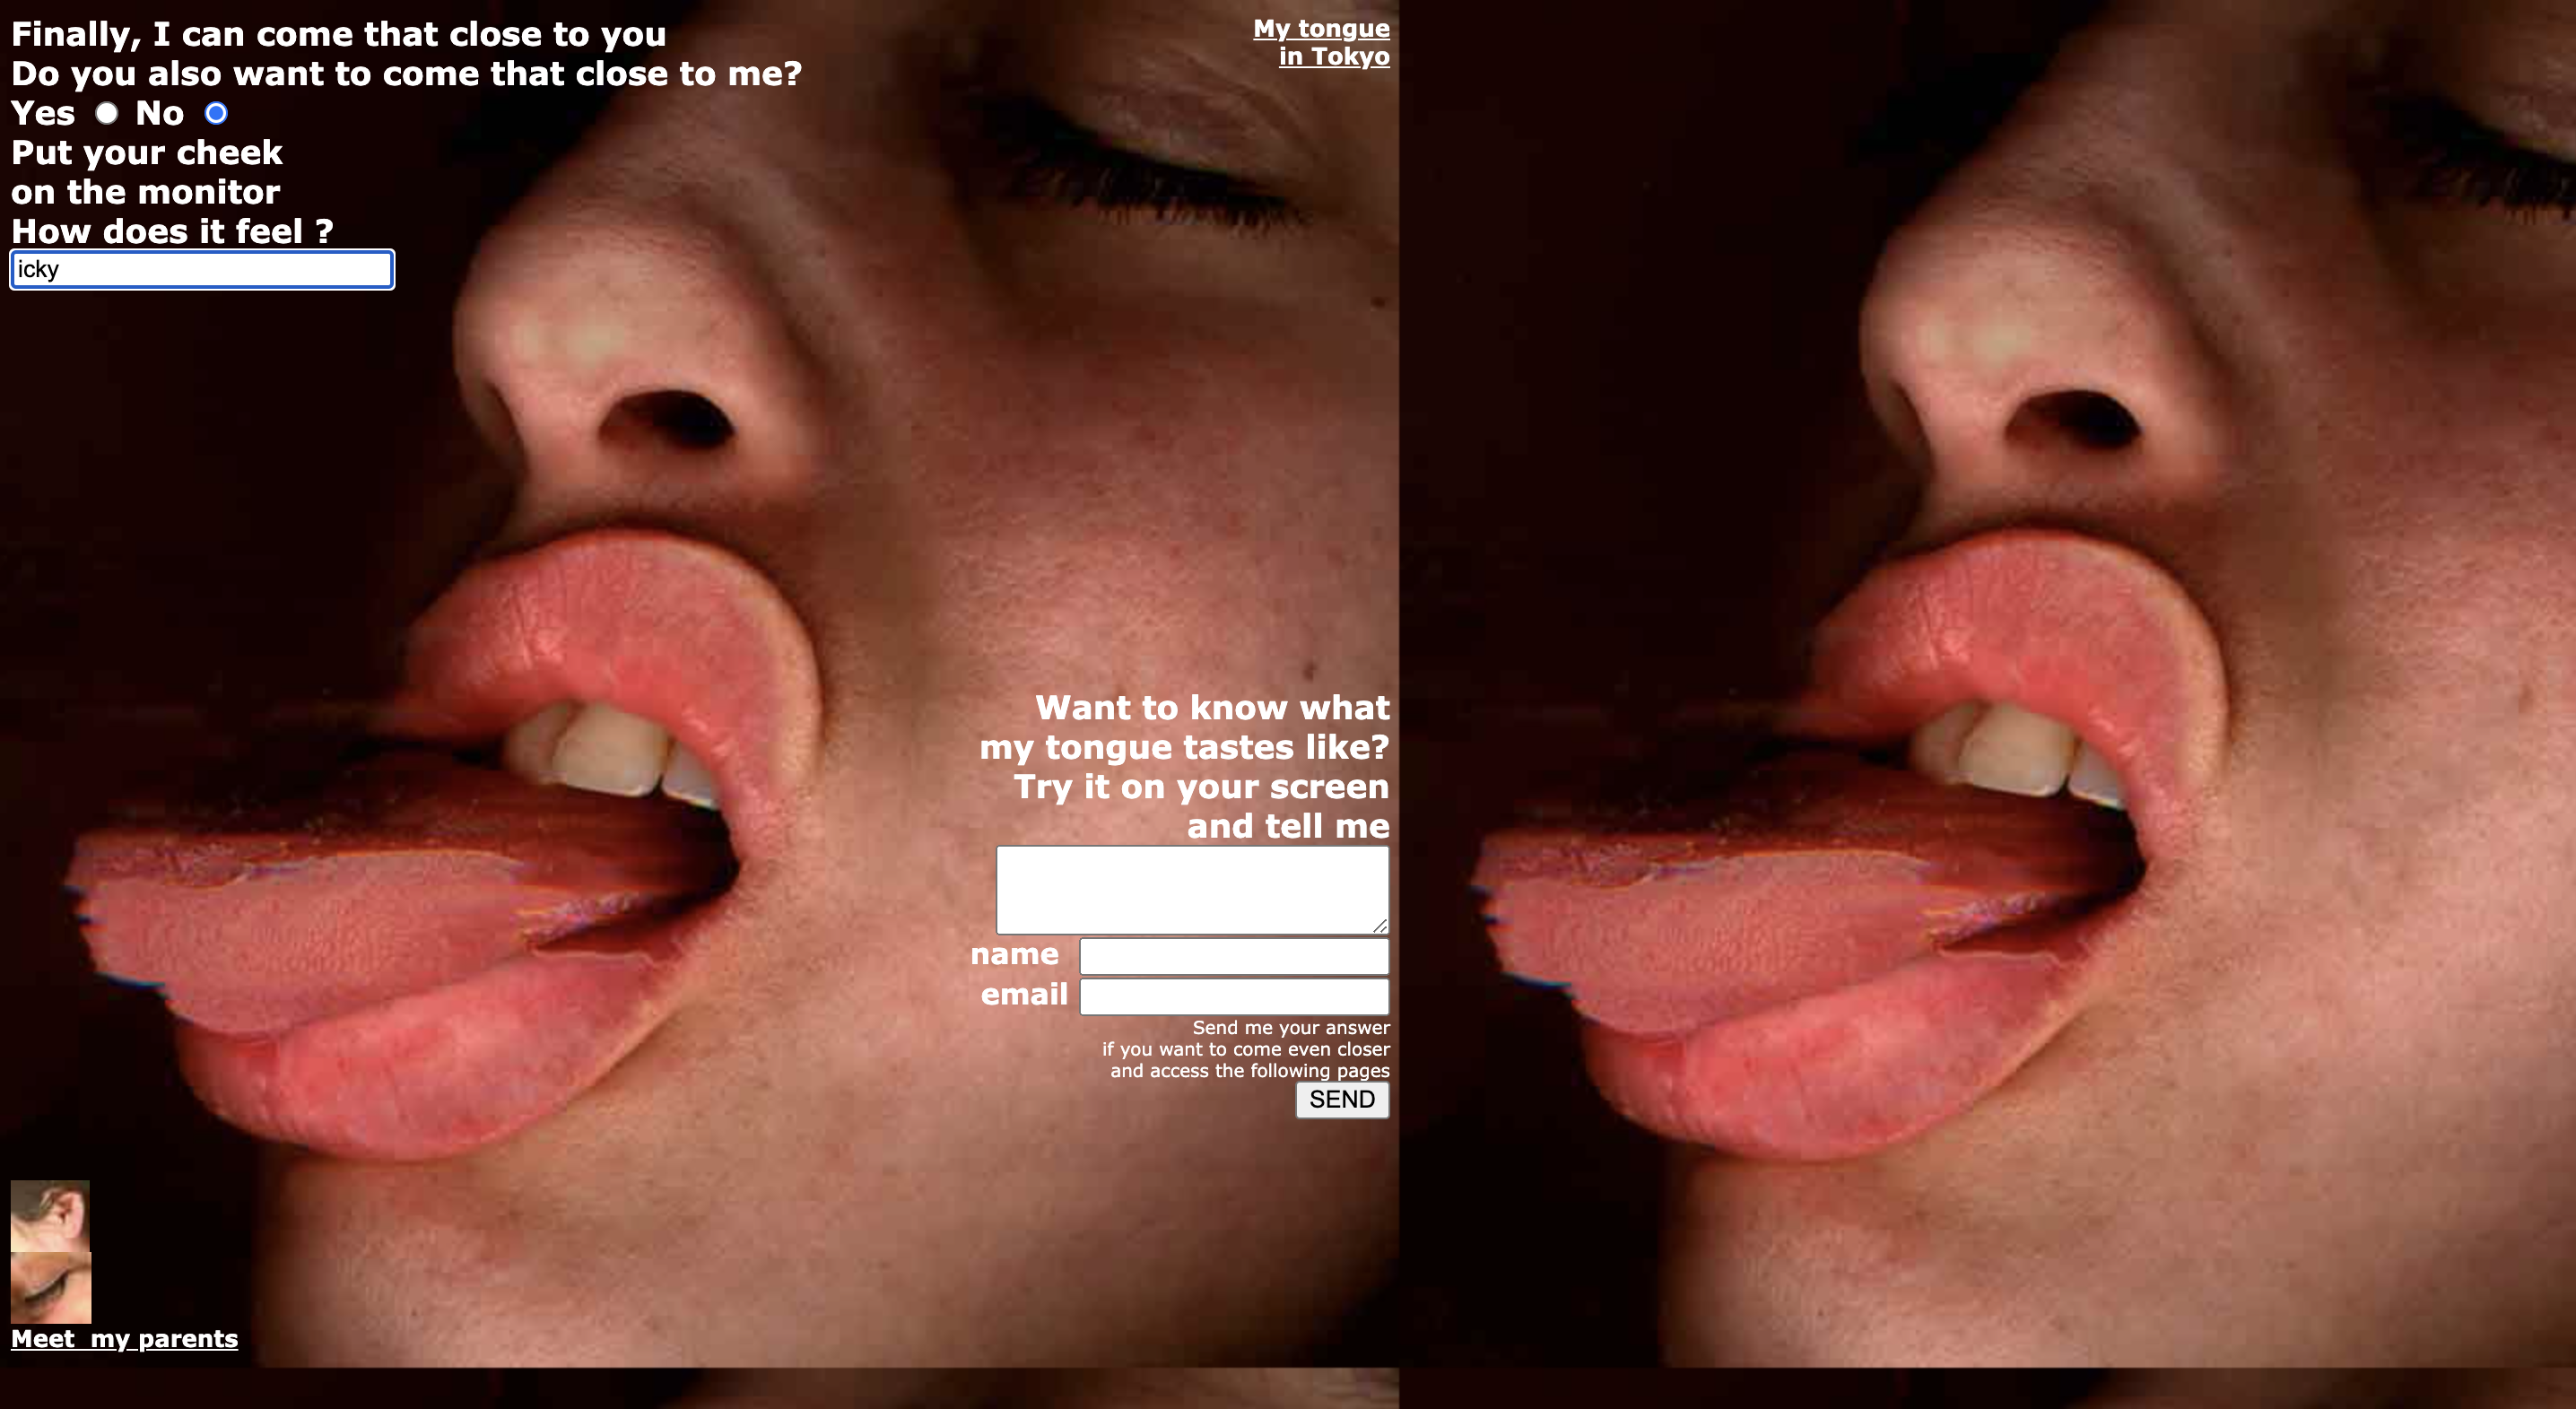 Finally, I can come that close to you
Do you also want to come that close to me?
Yes No
Put your cheek
on the monitor
How does it feel ?
icky
My tongue
in Tokyo
Want to know what
my tongue tastes like?
Try it on your screen
and tell me
name
email
Send me your answer
if you want to come even closer
and access the following pages
SEND
Meet my parents